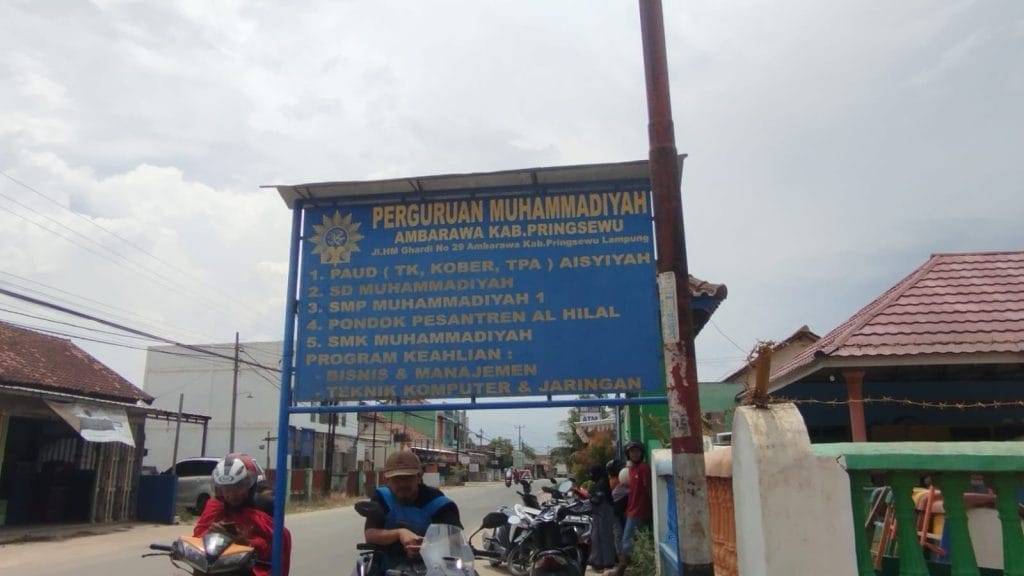 PERGURUAN MUHAMMADIYAH
AMBARAWA KAB.PRINGSEWU
Jl.HM Ghardi No 29 Ambarawa Kab.Pringsewu Lampung
1. PAUD ( TK, KOBER, TPA ) AISYIYAH
2. SD MUHAMMADIYAH
3. SMP MUHAMMADIYAH 1
4. PONDOK PESANTREN AL HILAL
5. SMK MUHAMMADIYAH
PROGRAM KEAHLIAN :
- BISNIS & MANAJEMEN
- TEKNIK KOMPUTER & JARINGAN